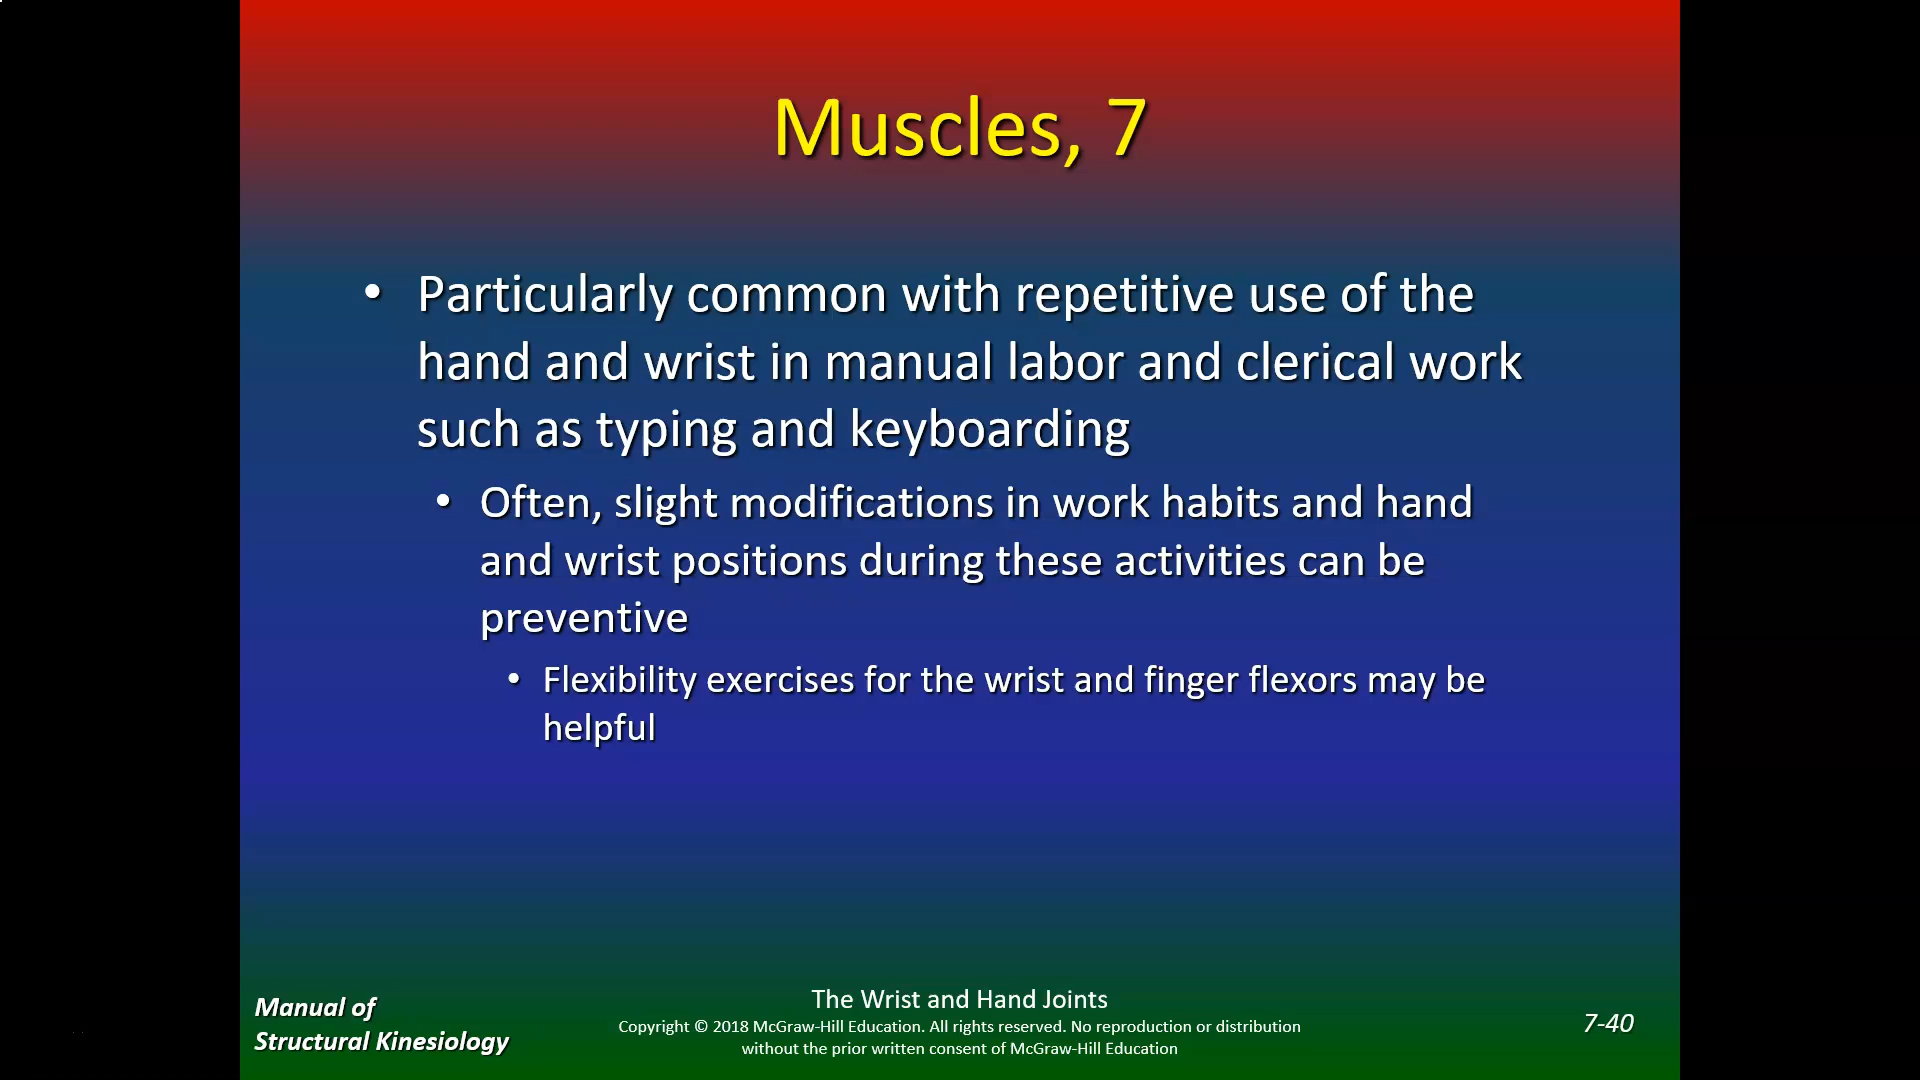 Muscles, 7
• Particularly common with repetitive use of the
hand and wrist in manual labor and clerical work
such as typing and keyboarding
• Often, slight modifications in work habits and hand
and wrist positions during these activities can be
preventive
• Flexibility exercises for the wrist and finger flexors may be
helpful
Manual of
Structural Kinesiology
The Wrist and Hand Joints
Copyright © 2018 McGraw-Hill Education. All rights reserved. No reproduction or distribution
without the prior written consent of McGraw-Hill Education
7-40